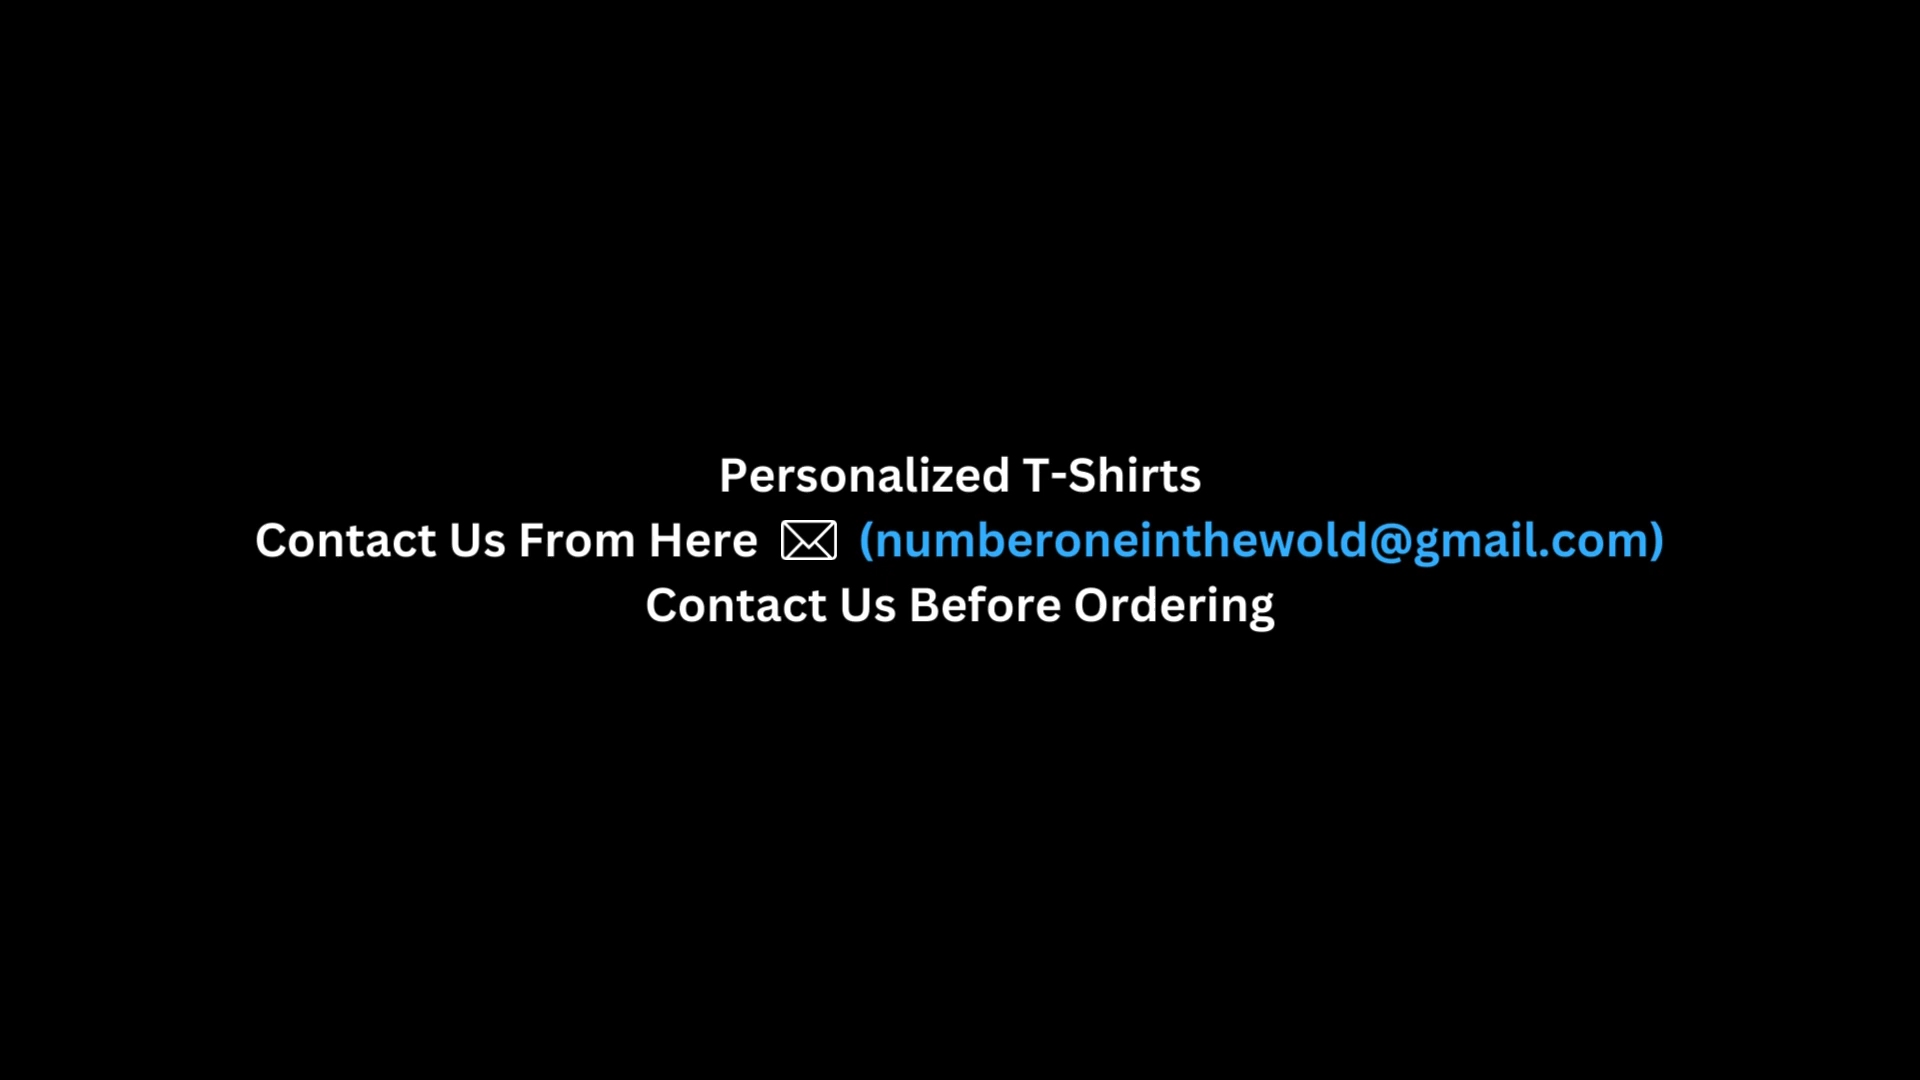 Personalized T-Shirts
Contact Us From Here ✉ (numberoneinthewold@gmail.com)
Contact Us Before Ordering